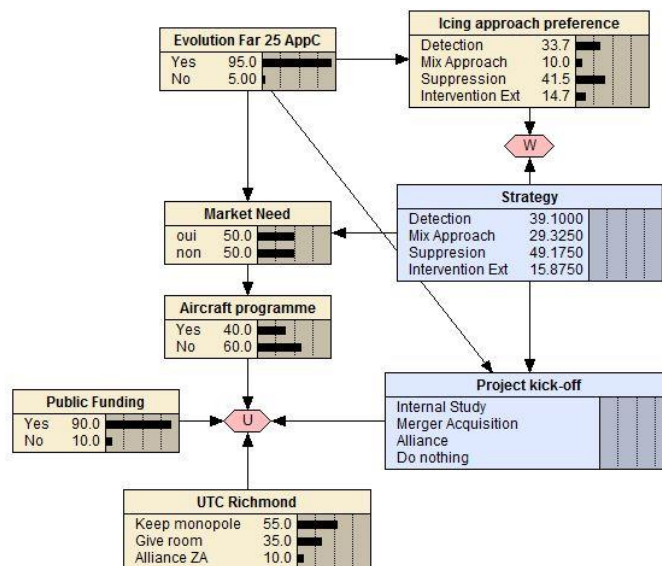 Evolution Far 25 AppC
Yes 95.0
No 5.00
Icing approach preference
Detection 33.7
Mix Approach 10.0
Suppression 41.5
Intervention Ext 14.7
W
Strategy
Detection 39.1000
Mix Approach 29.3250
Suppresion 49.1750
Intervention Ext 15.8750
Market Need
oui 50.0
non 50.0
Aircraft programme
Yes 40.0
No 60.0
Project kick-off
Internal Study
Merger Acquisition
Alliance
Do nothing
Public Funding
Yes 90.0
No 10.0
U
UTC Richmond
Keep monopole 55.0
Give room 35.0
Alliance ZA 10.0